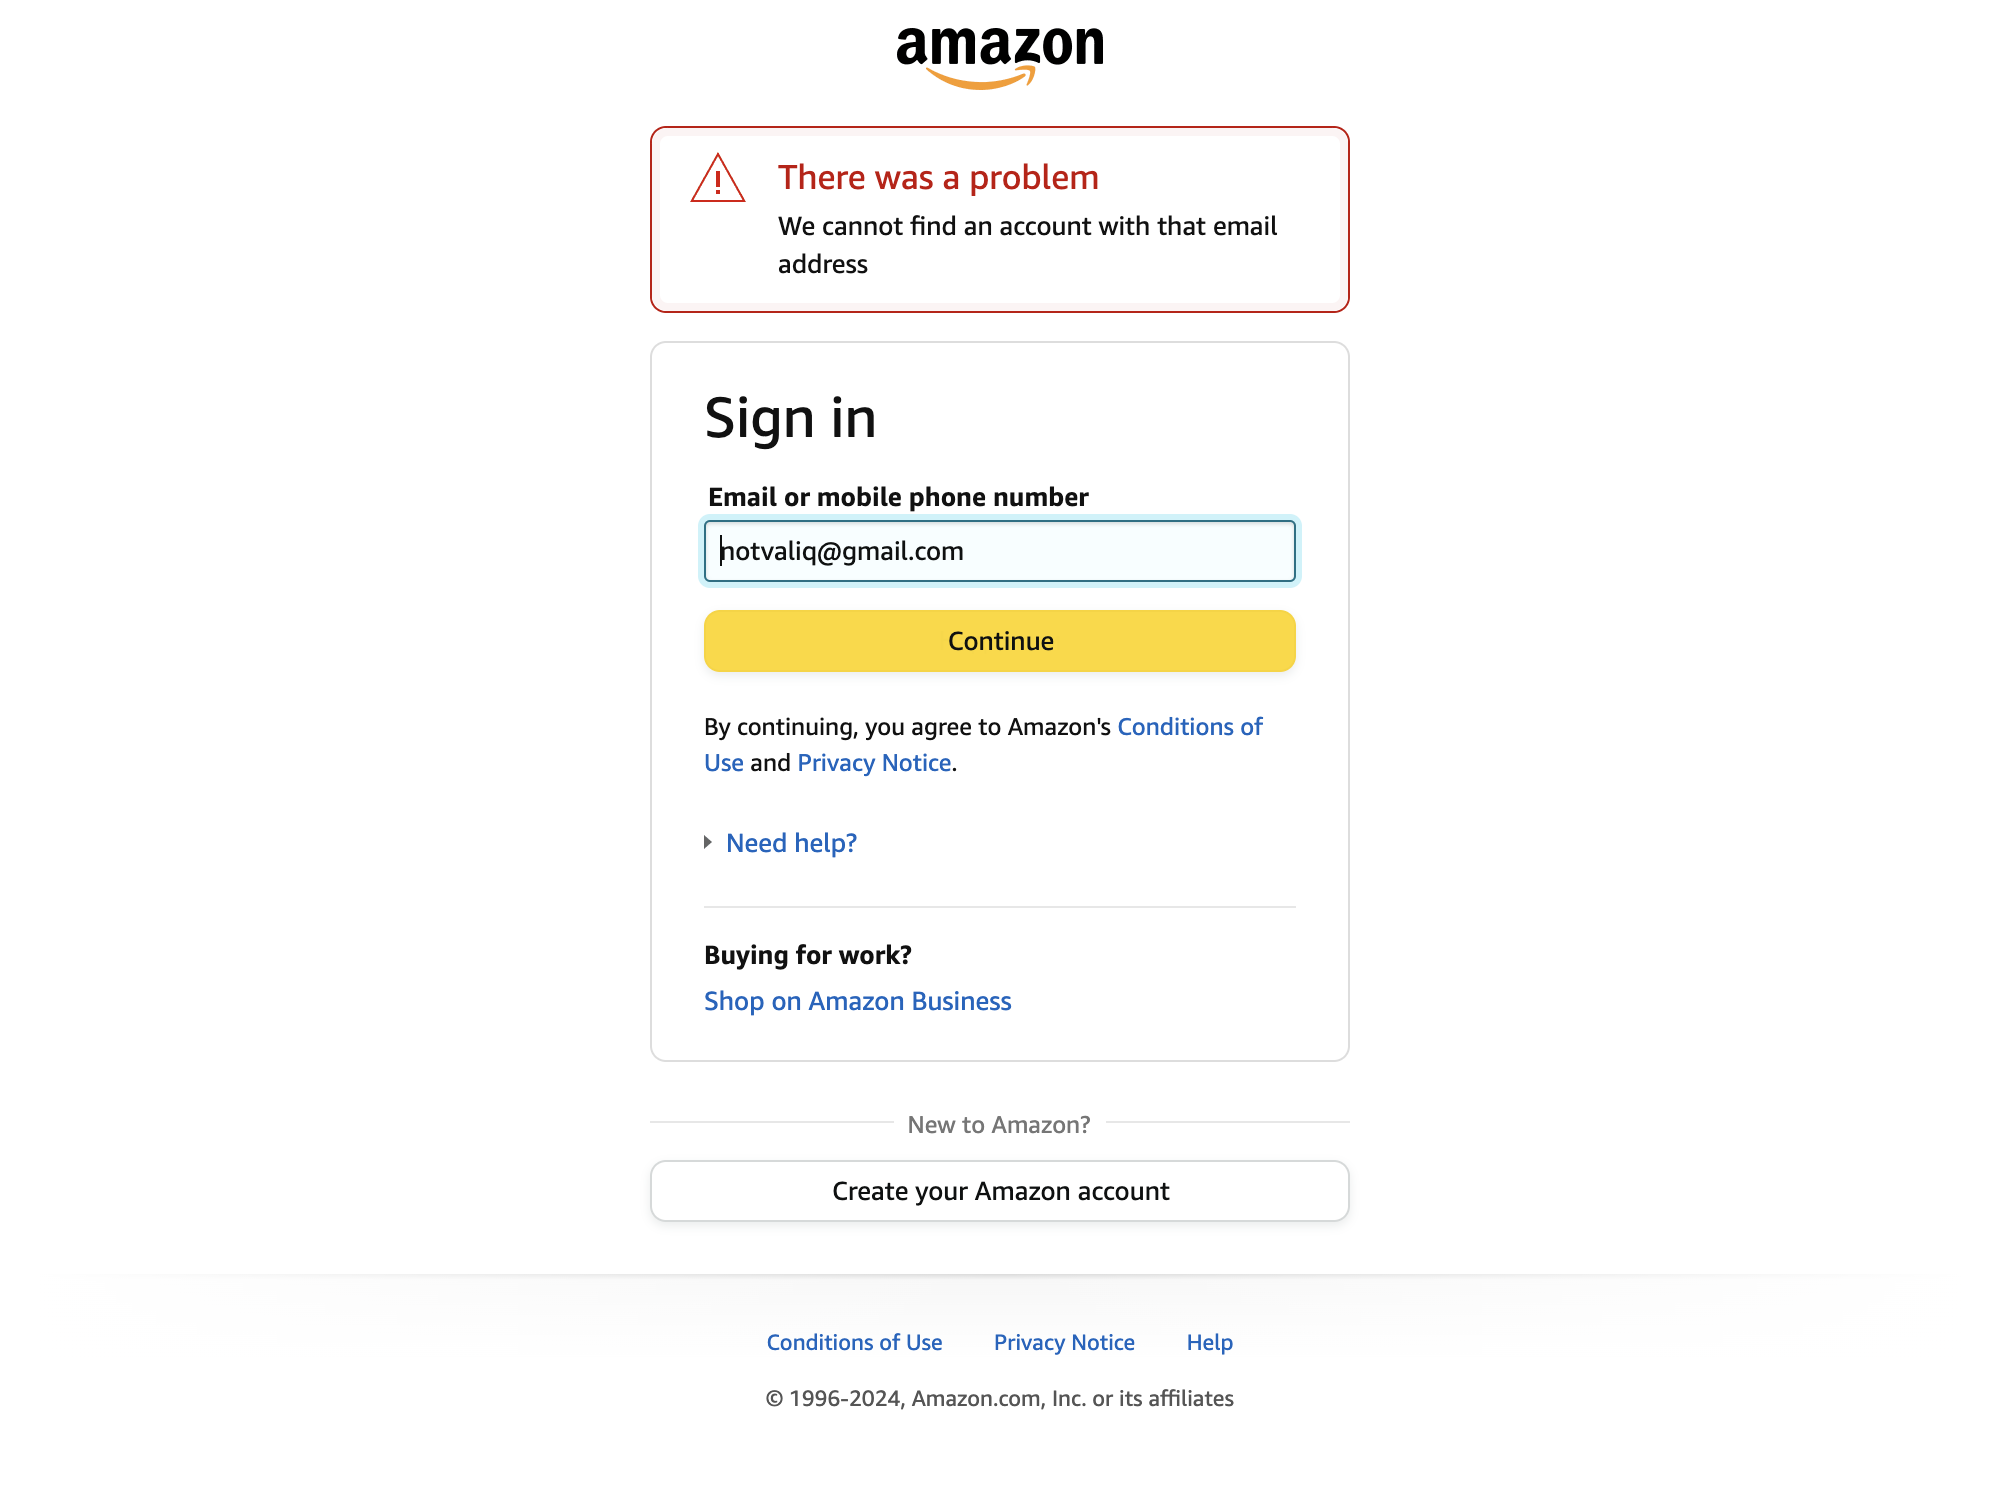 amazon
There was a problem
We cannot find an account with that email
address
Sign in
Email or mobile phone number
notvaliq@gmail.com
Continue
By continuing, you agree to Amazon's Conditions of
Use and Privacy Notice.
Need help?
Buying for work?
Shop on Amazon Business
New to Amazon?
Create your Amazon account
Conditions of Use Privacy Notice Help
© 1996-2024, Amazon.com, Inc. or its affiliates